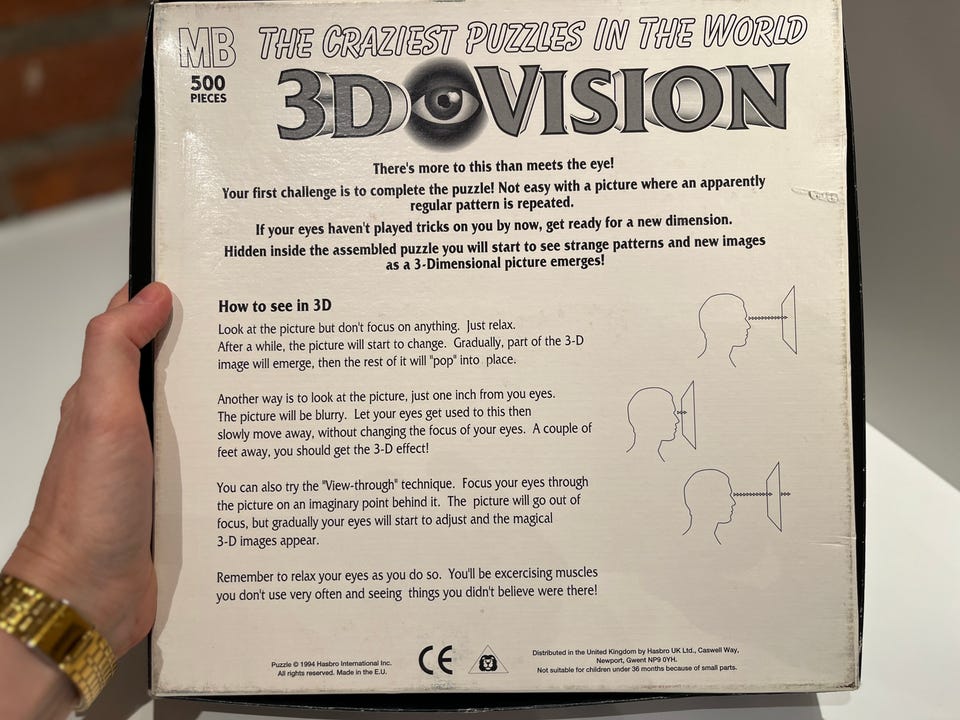 MB
500
PIECES
THE CRAZIEST PUZZLES IN THE WORLD
3D VISION
There's more to this than meets the eye!
Your first challenge is to complete the puzzle! Not easy with a picture where an apparently
regular pattern is repeated.
If your eyes haven't played tricks on you by now, get ready for a new dimension.
Hidden inside the assembled puzzle you will start to see strange patterns and new images
as a 3-Dimensional picture emerges!
How to see in 3D
Look at the picture but don't focus on anything. Just relax.
After a while, the picture will start to change. Gradually, part of the 3-D
image will emerge, then the rest of it will "pop" into place.
Another way is to look at the picture, just one inch from you eyes.
The picture will be blurry. Let your eyes get used to this then
slowly move away, without changing the focus of your eyes. A couple of
feet away, you should get the 3-D effect!
You can also try the "View-through" technique. Focus your eyes through
the picture on an imaginary point behind it. The picture will go out of
focus, but gradually your eyes will start to adjust and the magical
3-D images appear.
Remember to relax your eyes as you do so. You'll be excercising muscles
you don't use very often and seeing things you didn't believe were there!
Puzzle © 1994 Hasbro International Inc.
All rights reserved. Made in the E.U.
CE
Distributed in the United Kingdom by Hasbro UK Ltd., Caswell Way,
Newport, Gwent NP9 0YH.
Not suitable for children under 36 months because of small parts.